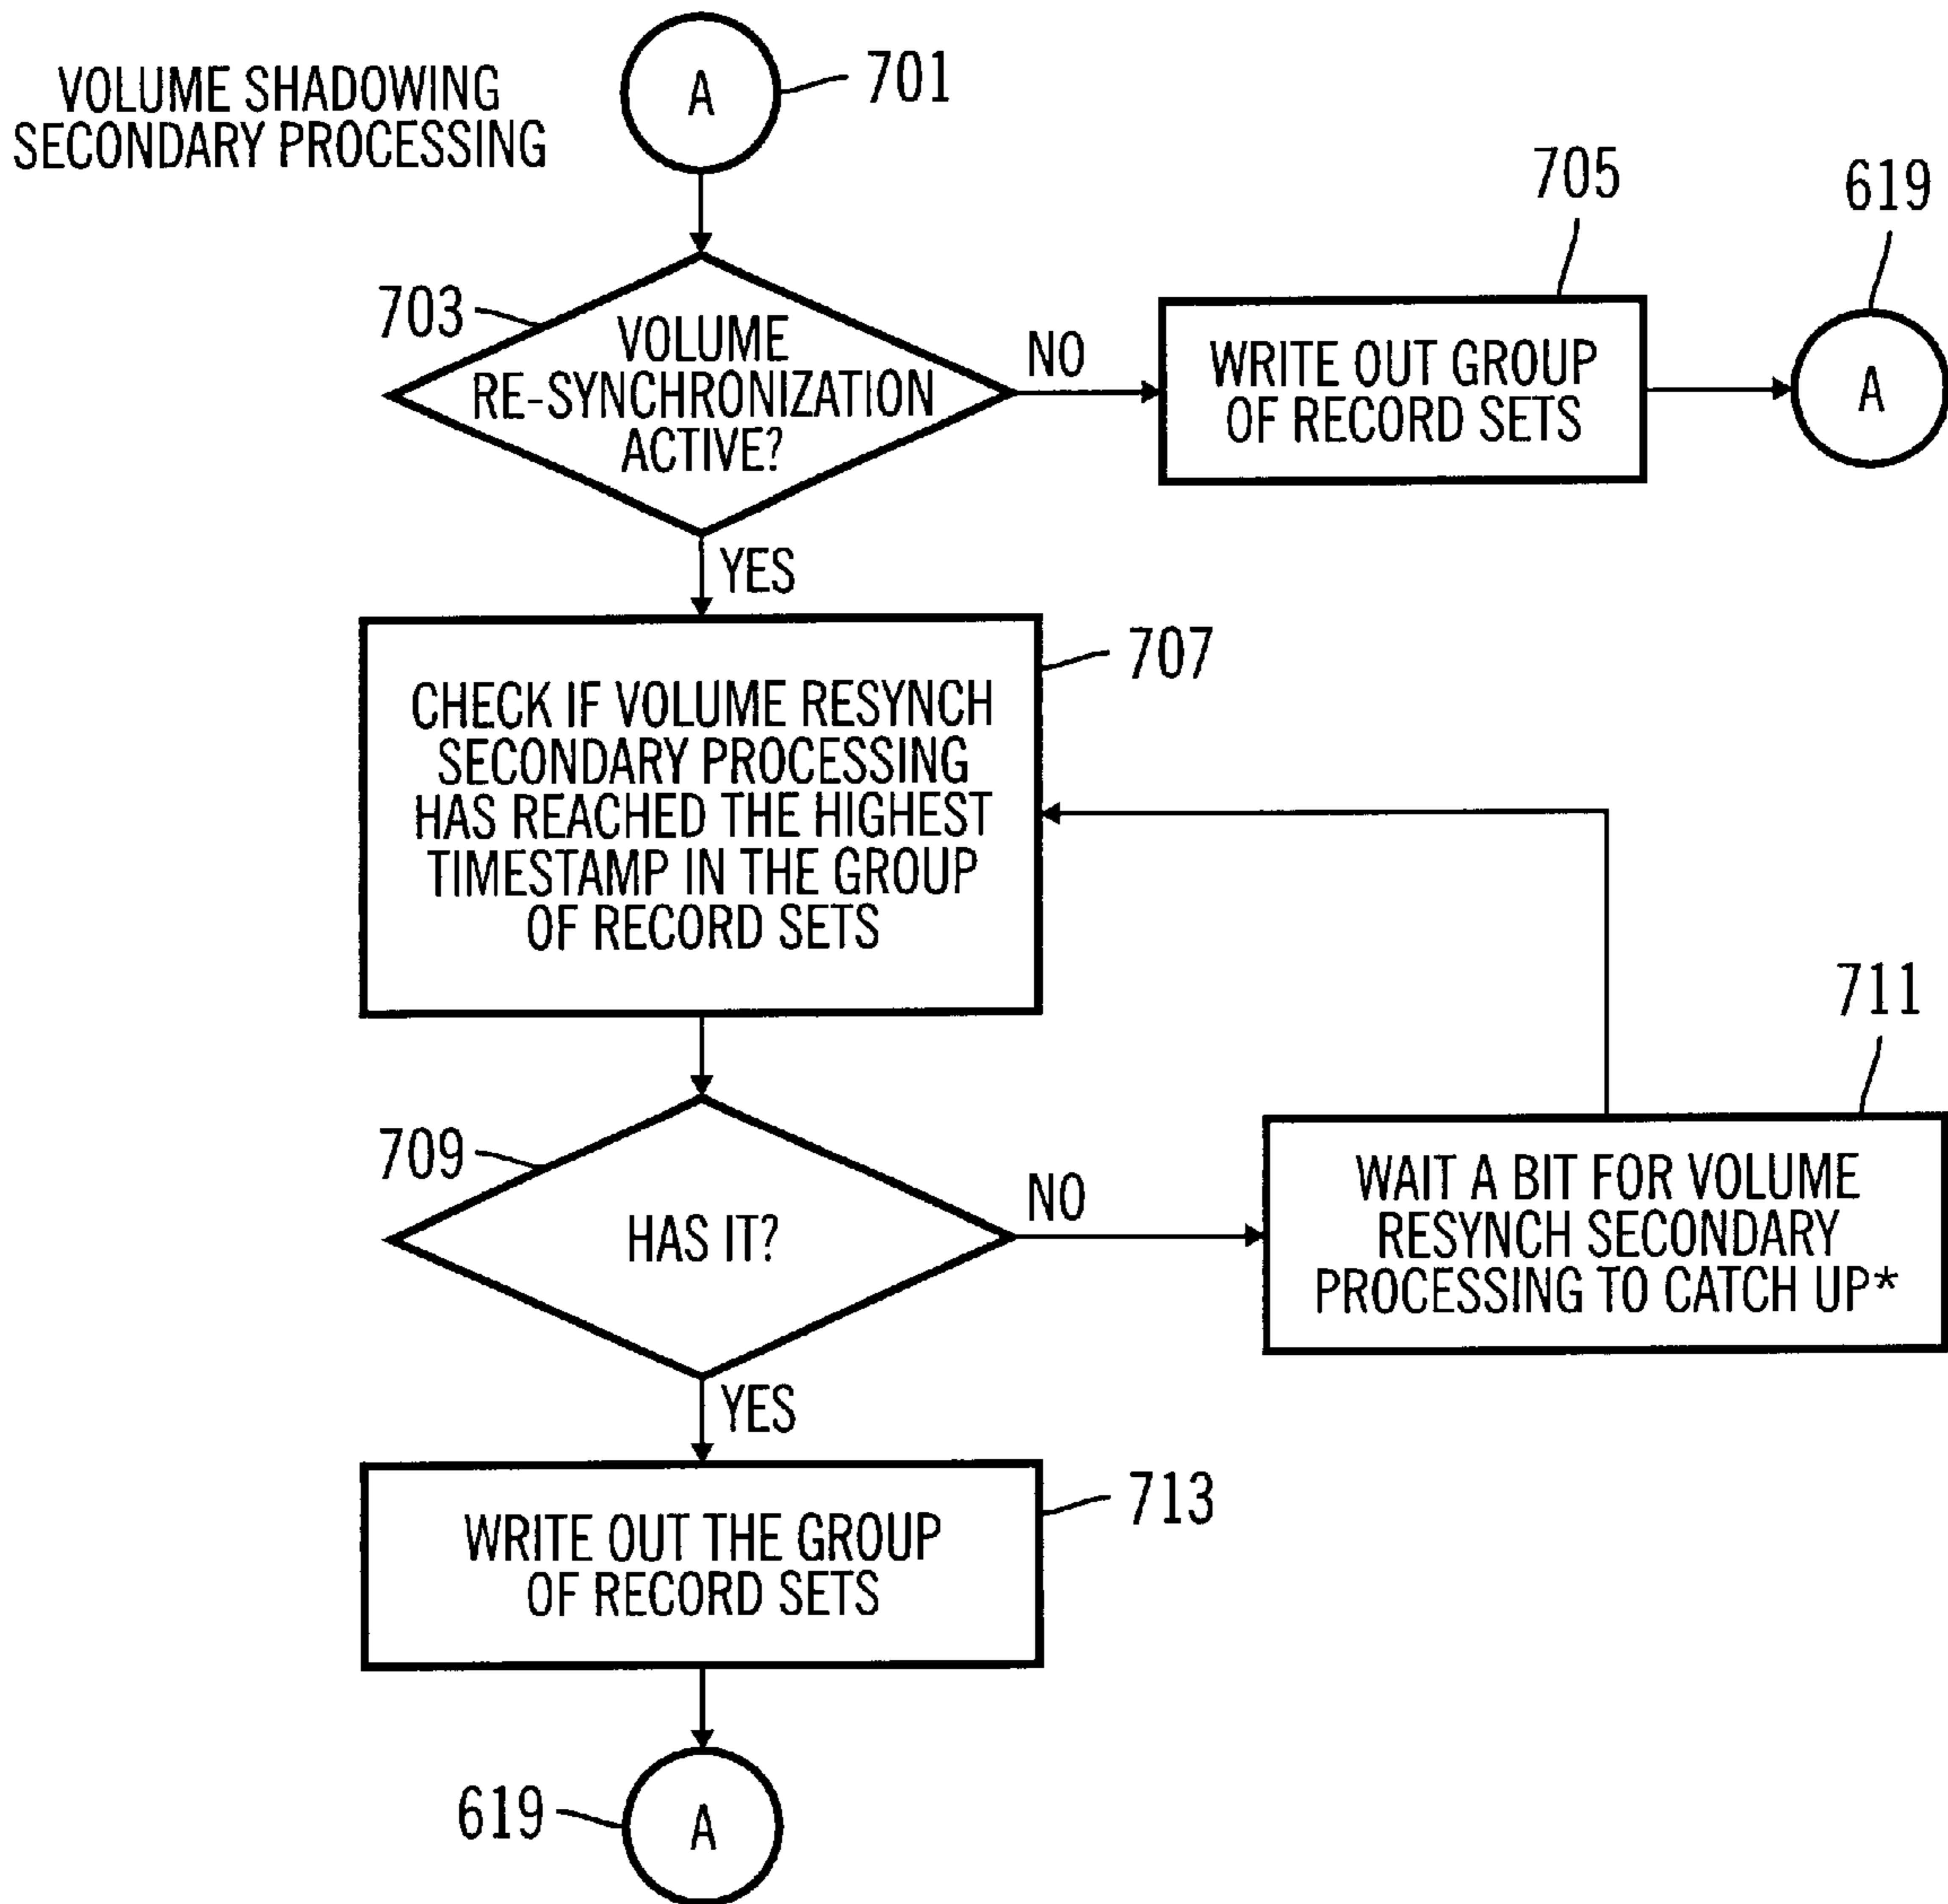 VOLUME SHADOWING
SECONDARY PROCESSING
A
701
703
VOLUME
RE-SYNCHRONIZATION
ACTIVE?
NO
705
WRITE OUT GROUP
OF RECORD SETS
619
A
YES
707
CHECK IF VOLUME RESYNCH
SECONDARY PROCESSING
HAS REACHED THE HIGHEST
TIMESTAMP IN THE GROUP
OF RECORD SETS
709
HAS IT?
NO
711
WAIT A BIT FOR VOLUME
RESYNCH SECONDARY
PROCESSING TO CATCH UP*
YES
713
WRITE OUT THE GROUP
OF RECORD SETS
619
A